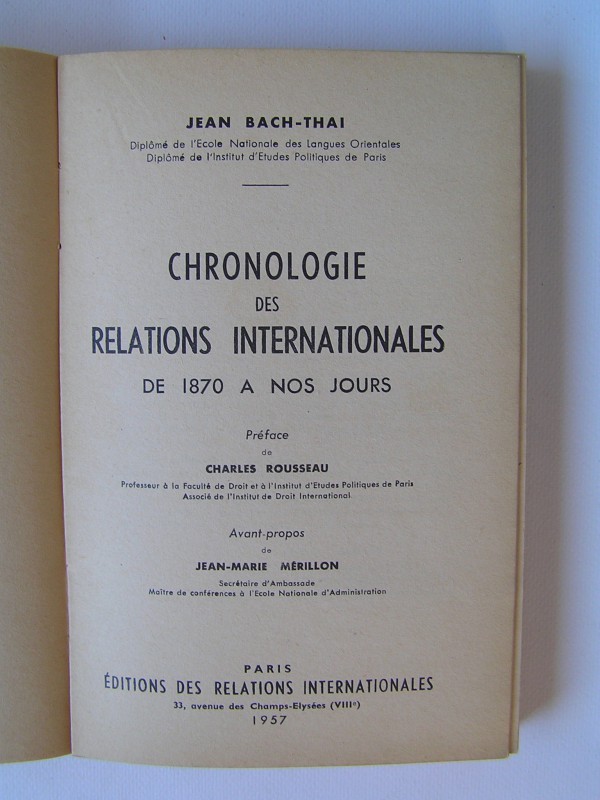 JEAN BACH-THAI
Diplômé de l'Ecole Nationale des Langues Orientales
Diplômé de l'Institut d'Etudes Politiques de Paris
CHRONOLOGIE
DES
RELATIONS INTERNATIONALES
DE 1870 A NOS JOURS
Préface
de
CHARLES ROUSSEAU
Professeur à la Faculté de Droit et à l'Institut d'Etudes Politiques de Paris
Associé de l'Institut de Droit International.
Avant-propos
de
JEAN-MARIE MÉRILLON
Secrétaire d'Ambassade
Maître de conférences à l'Ecole Nationale d'Administration
PARIS
ÉDITIONS DES RELATIONS INTERNATIONALES
33, avenue des Champs-Elysées (VIIIe)
1957